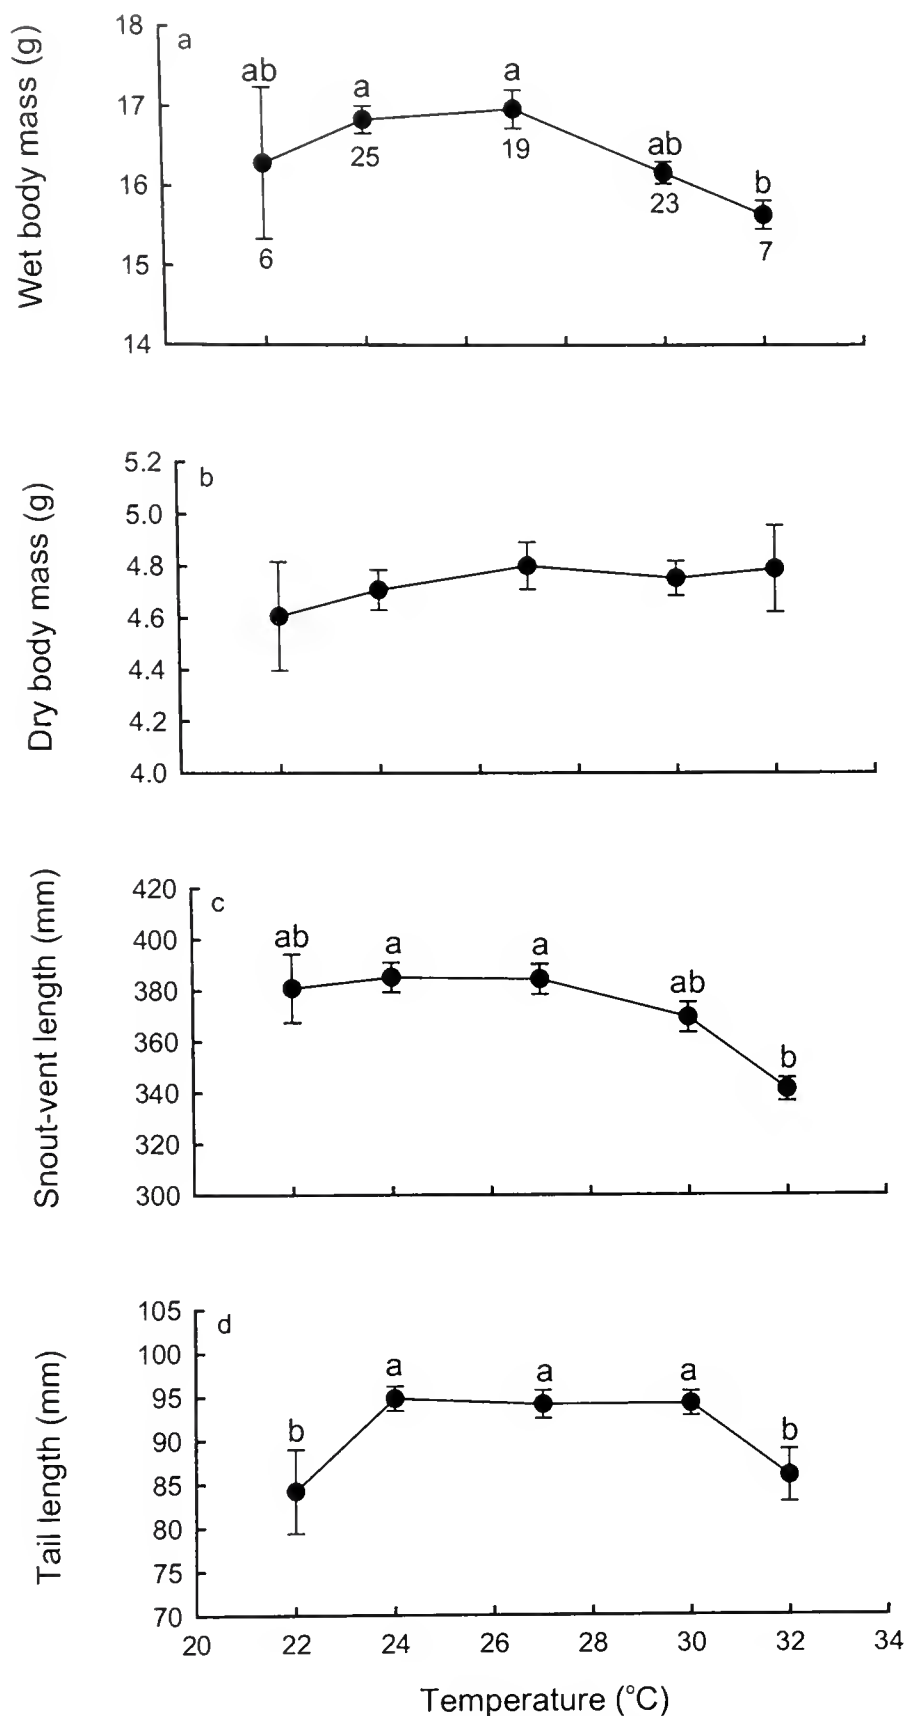 Wet body mass (g)
18
17
16
15
14
a
ab
a
a
ab
b
6
25
19
23
7
Dry body mass (g)
5.2
5.0
4.8
4.6
4.4
4.2
4.0
b
Snout-vent length (mm)
420
400
380
360
340
320
300
c
ab
a
a
ab
b
Tail length (mm)
105
100
95
90
85
80
75
70
d
b
a
a
a
b
20 22 24 26 28 30 32 34
Temperature (°C)